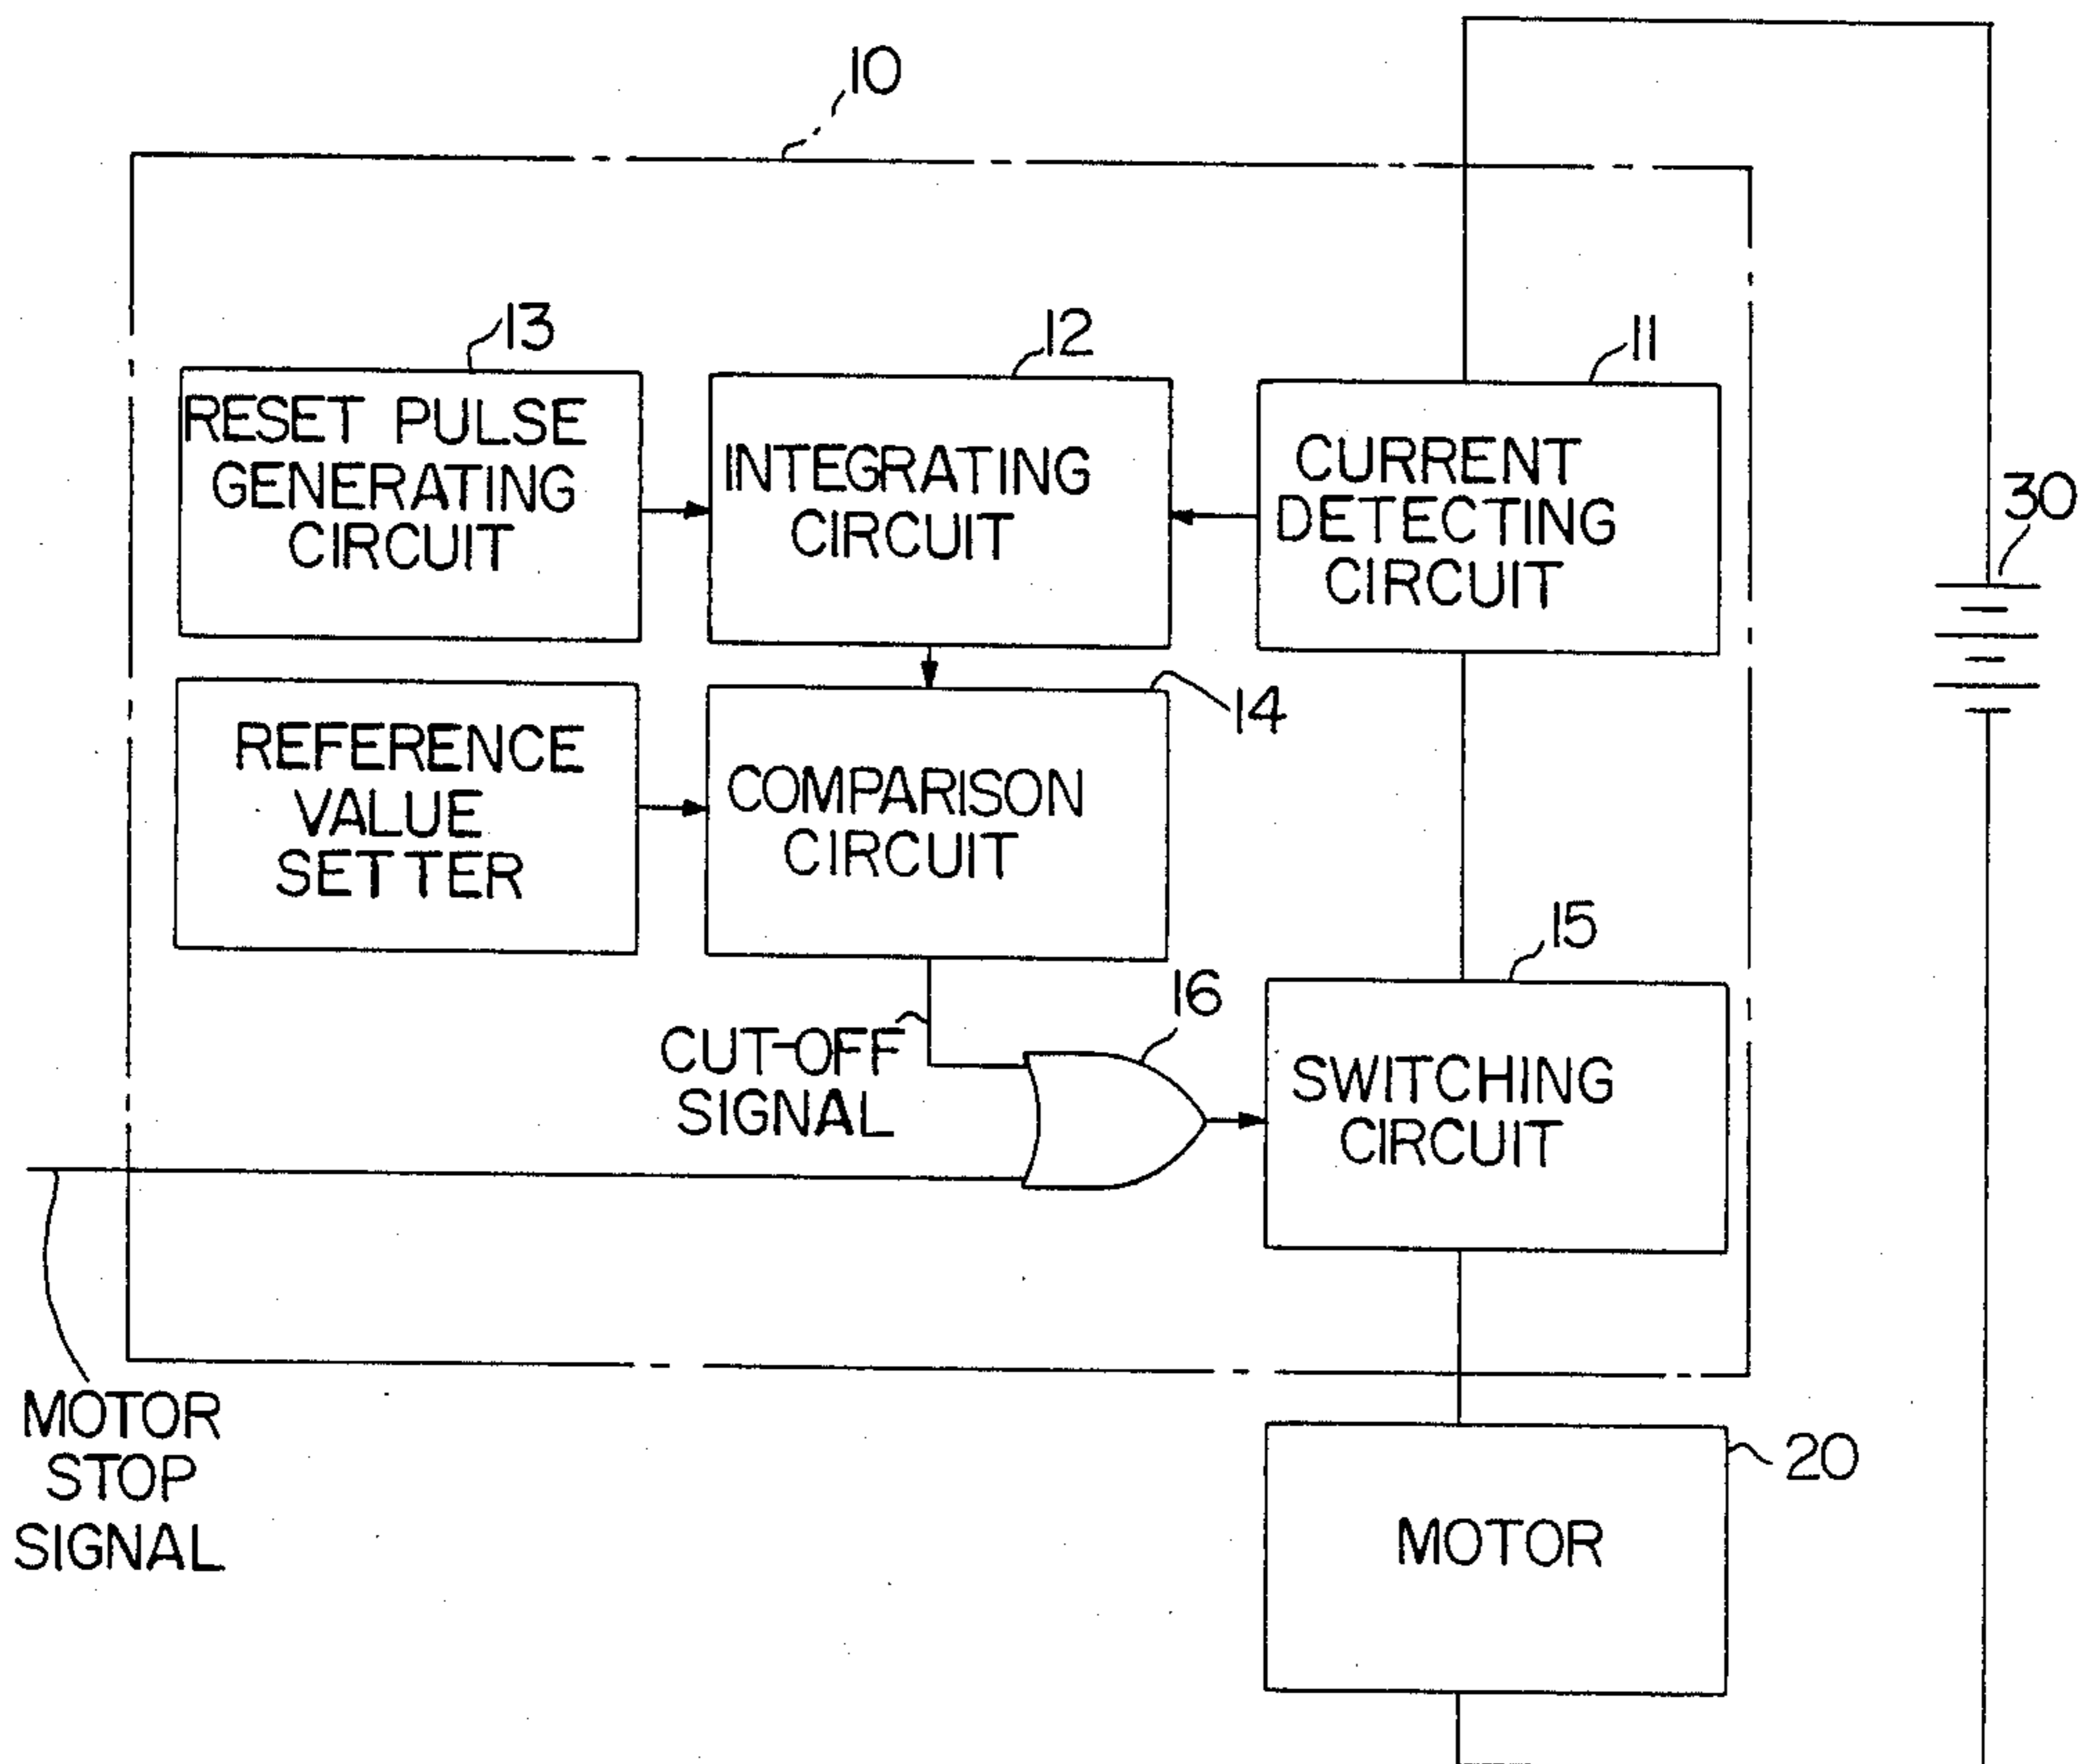 10
13
12
11
RESET PULSE
GENERATING
CIRCUIT
INTEGRATING
CIRCUIT
CURRENT
DETECTING
CIRCUIT
30
14
REFERENCE
VALUE
SETTER
COMPARISON
CIRCUIT
15
16
CUT-OFF
SIGNAL
SWITCHING
CIRCUIT
MOTOR
STOP
SIGNAL
20
MOTOR